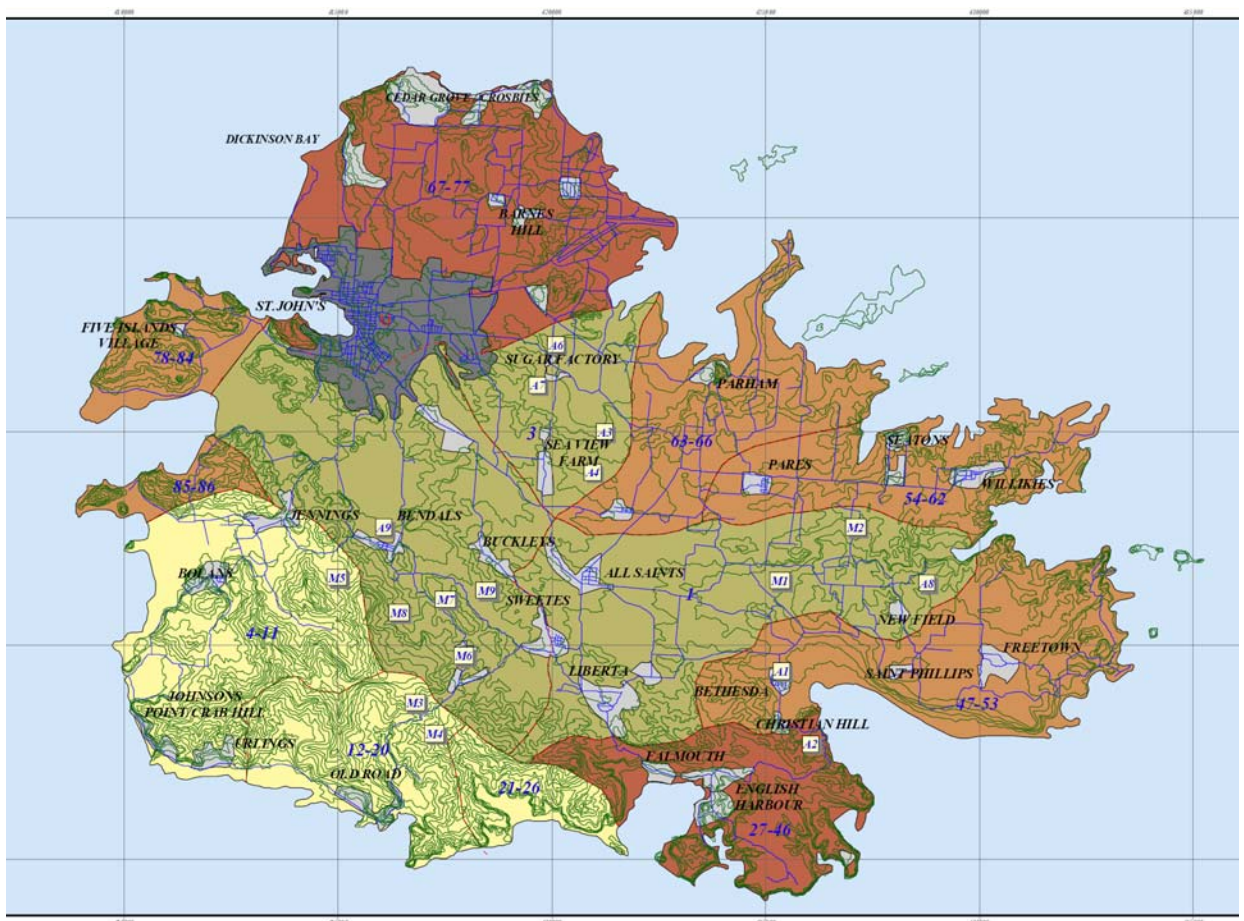 CEDAR GROVE
CROSBIES
DICKINSON BAY
67-77
BARNES
HILL
ST.JOHN'S
FIVE ISLANDS
VILLAGE
78-84
A6
SUGAR FACTORY
A7
PARHAM
3
A3
63-66
SEA VIEW
FARM
A4
SEATONS
PARES
54-62
WILLIKIES
85-86
JENNINGS
A9
BENDALS
M2
BUCKLEYS
BOLANS
M5
ALL SAINTS
M1
A8
M9
1
M7
M8
SWEETES
NEW FIELD
4-11
M6
LIBERTA
A1
SAINT PHILLIPS
FREETOWN
BETHESDA
JOHNSONS
POINT/CRAB HILL
M3
47-53
CHRISTIAN HILL
M4
A2
URLINGS
12-20
FALMOUTH
OLD ROAD
21-26
ENGLISH
HARBOUR
27-46